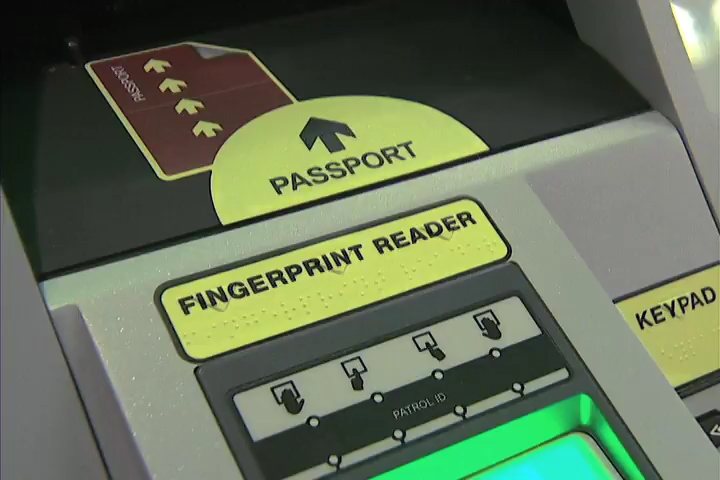 PASSPORT
PASSPORT
FINGERPRINT READER
KEYPAD
PATROL ID